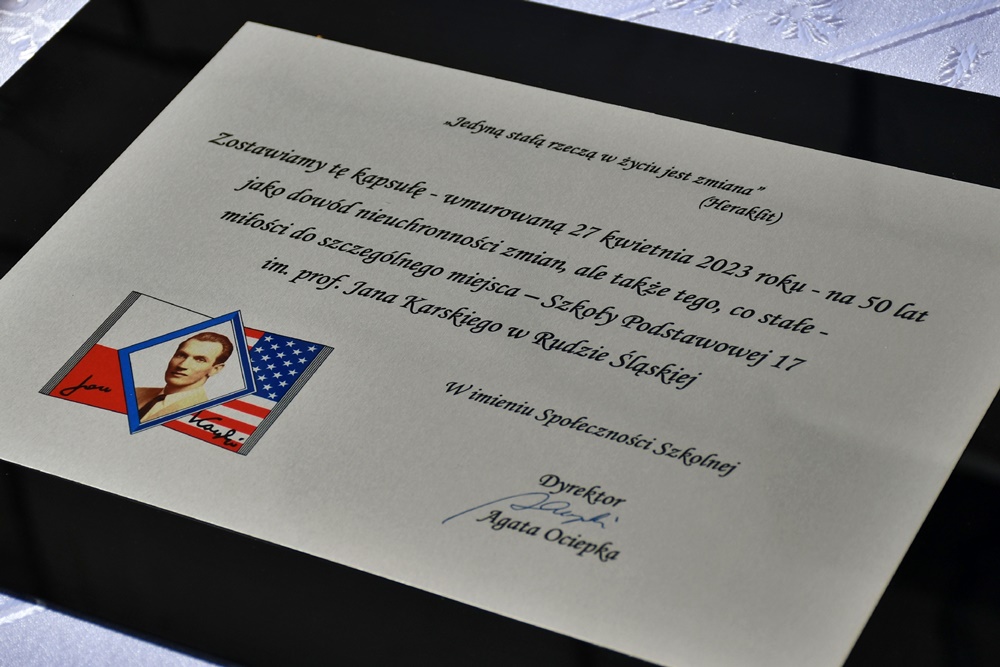 „Jedyną stałą rzeczą w życiu jest zmiana”
(Heraklit)
Zostawiamy tę kapsułę - wmurowaną 27 kwietnia 2023 roku - na 50 lat
jako dowód nieuchronności zmian, ale także tego, co stałe -
miłości do szczególnego miejsca – Szkoły Podstawowej 17
im. prof. Jana Karskiego w Rudzie Śląskiej
W imieniu Społeczności Szkolnej
Dyrektor
Agata Ociepka
Jan
Karski